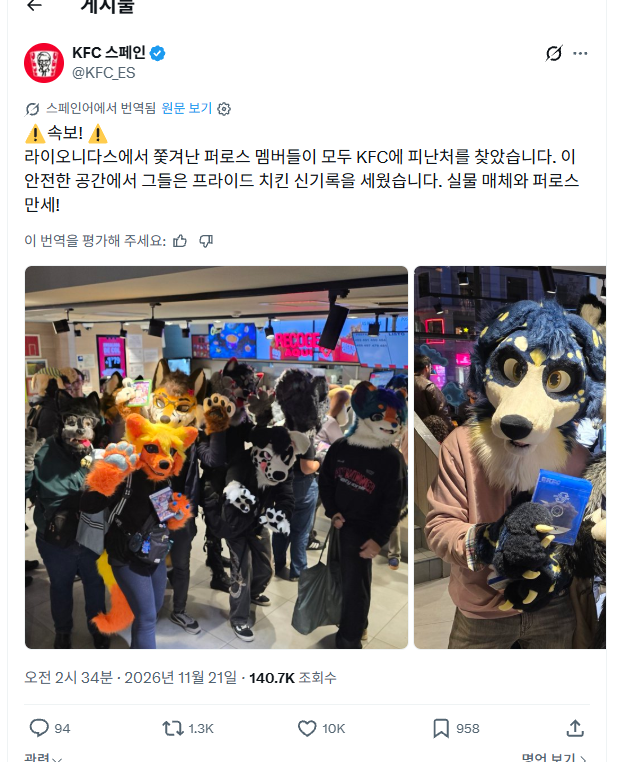 게시물
KFC 스페인
@KFC_ES
스페인어에서 번역됨 원문 보기
⚠️속보! ⚠️
라이오니다스에서 쫓겨난 퍼로스 멤버들이 모두 KFC에 피난처를 찾았습니다. 이
안전한 공간에서 그들은 프라이드 치킨 신기록을 세웠습니다. 실물 매체와 퍼로스
만세!
이 번역을 평가해 주세요:
오전 2시 34분 · 2026년 11월 21일 · 140.7K 조회수
94 1.3K 10K 958
관련 명언 보기